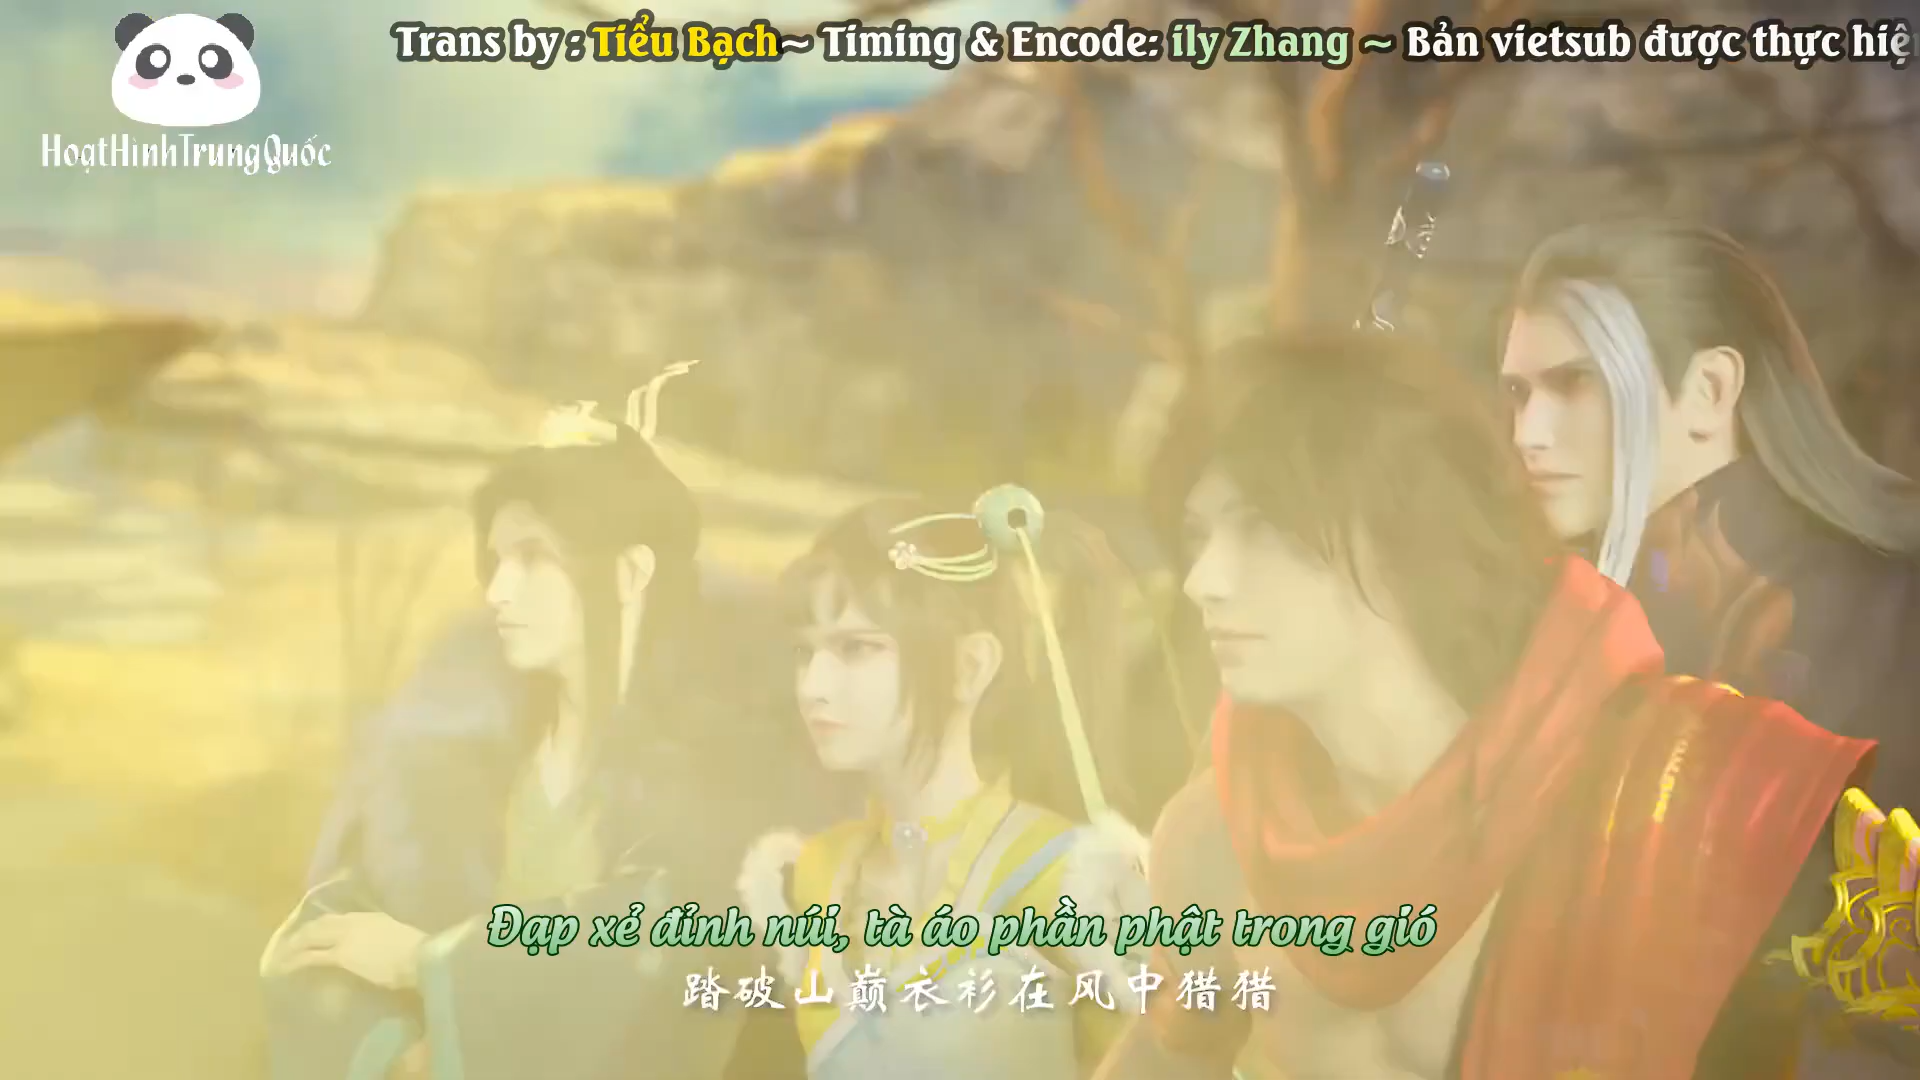 Trans by : Tiểu Bạch~ Timing & Encode: ily Zhang ~ Bản vietsub được thực hiệ
HoạtHìnhTrungQuốc
Đạp xẻ đỉnh núi, tà áo phần phật trong gió
踏破山巅衣衫在风中猎猎